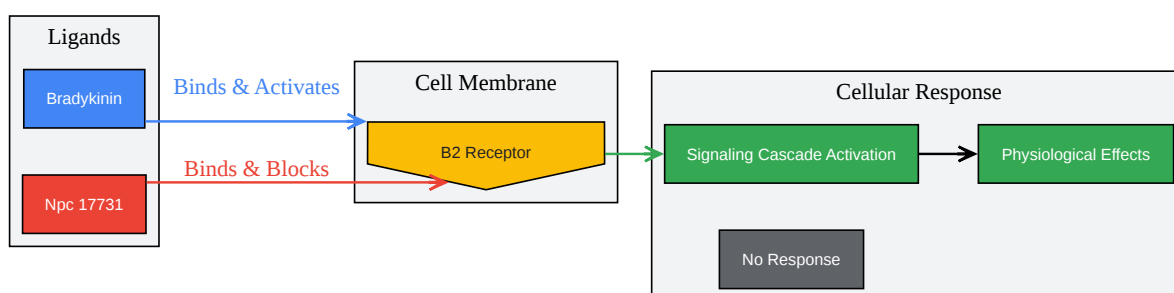 Ligands
Bradykinin
Npc 17731
Binds & Activates
Binds & Blocks
Cell Membrane
B2 Receptor
Cellular Response
Signaling Cascade Activation
Physiological Effects
No Response